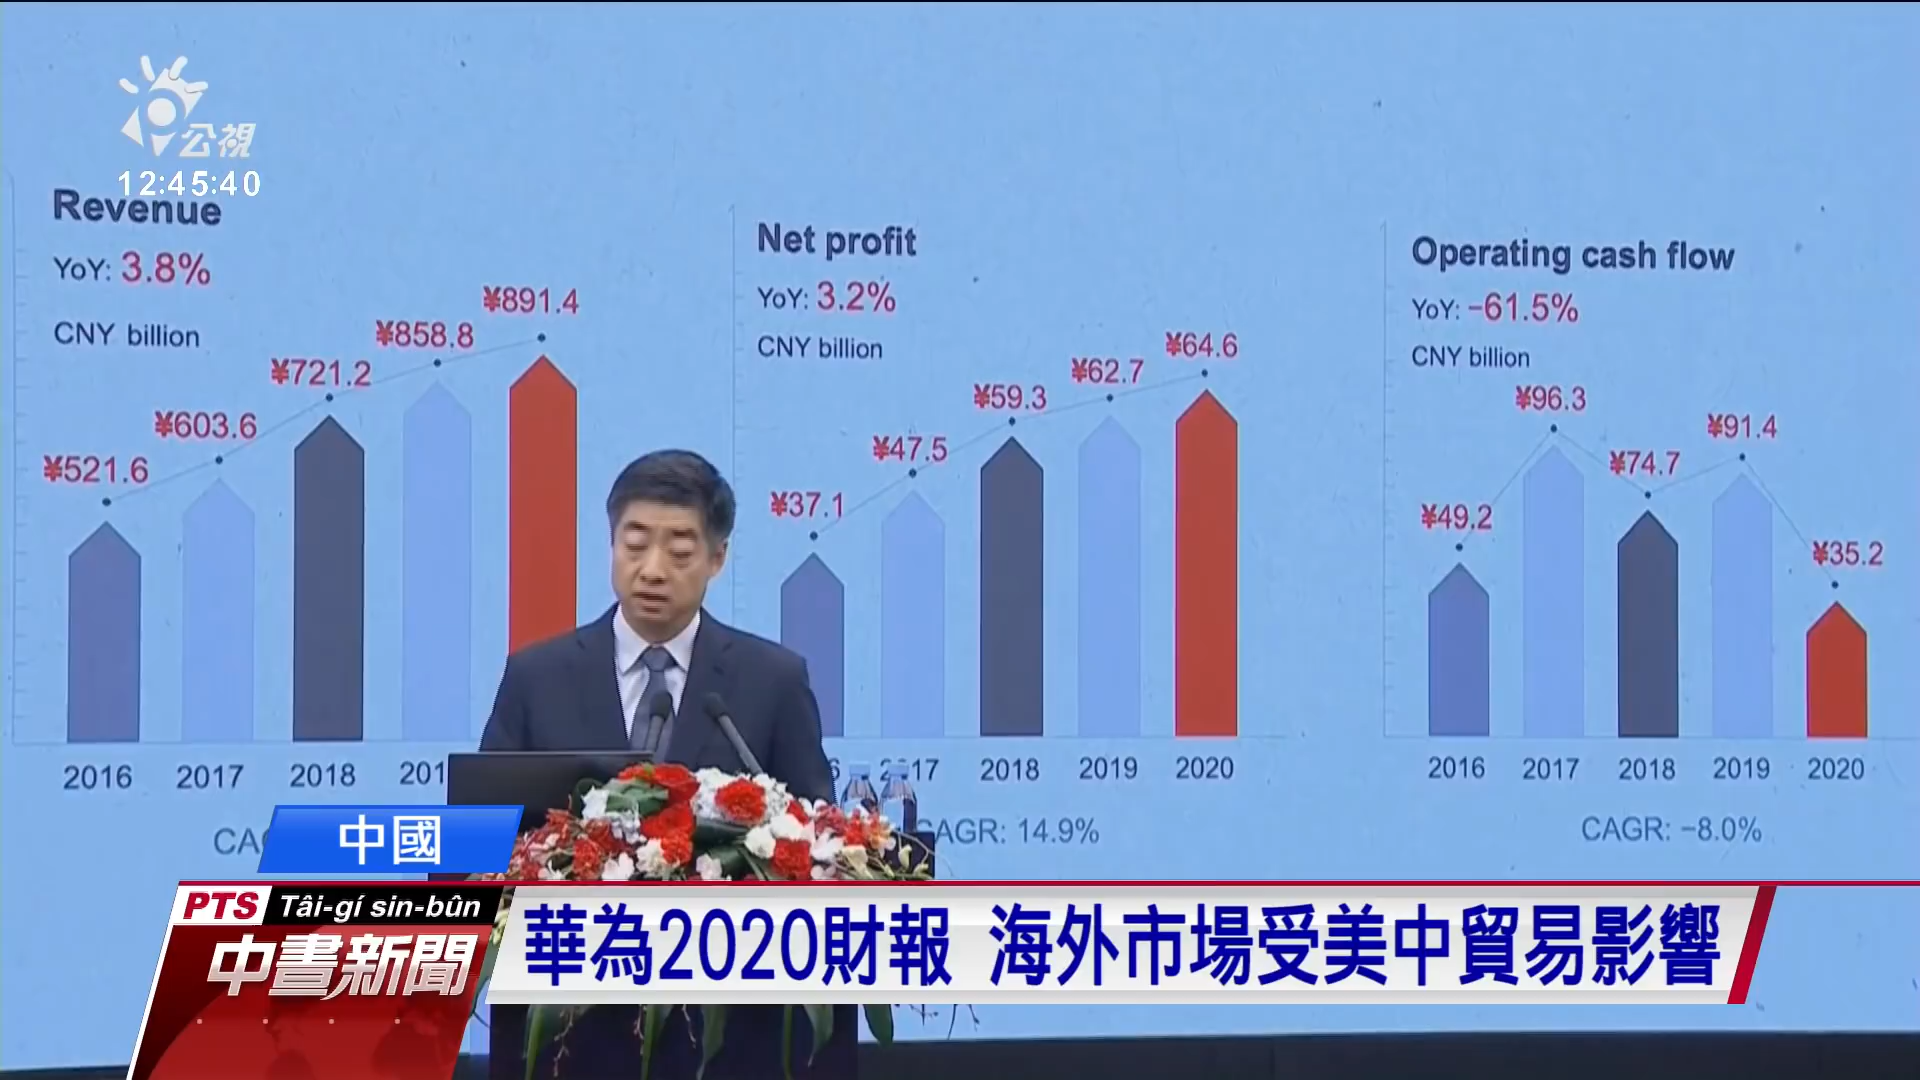 公視
12:45:40
Revenue
YoY: 3.8%
CNY billion
¥521.6
¥603.6
¥721.2
¥858.8
¥891.4
2016 2017 2018 201
CAG
Net profit
YoY: 3.2%
CNY billion
¥37.1
¥47.5
¥59.3
¥62.7
¥64.6
6 2017 2018 2019 2020
CAGR: 14.9%
Operating cash flow
YoY: -61.5%
CNY billion
¥49.2
¥96.3
¥74.7
¥91.4
¥35.2
2016 2017 2018 2019 2020
CAGR: -8.0%
中國
PTS Tâi-gí sin-bûn
中晝新聞
華為2020財報 海外市場受美中貿易影響